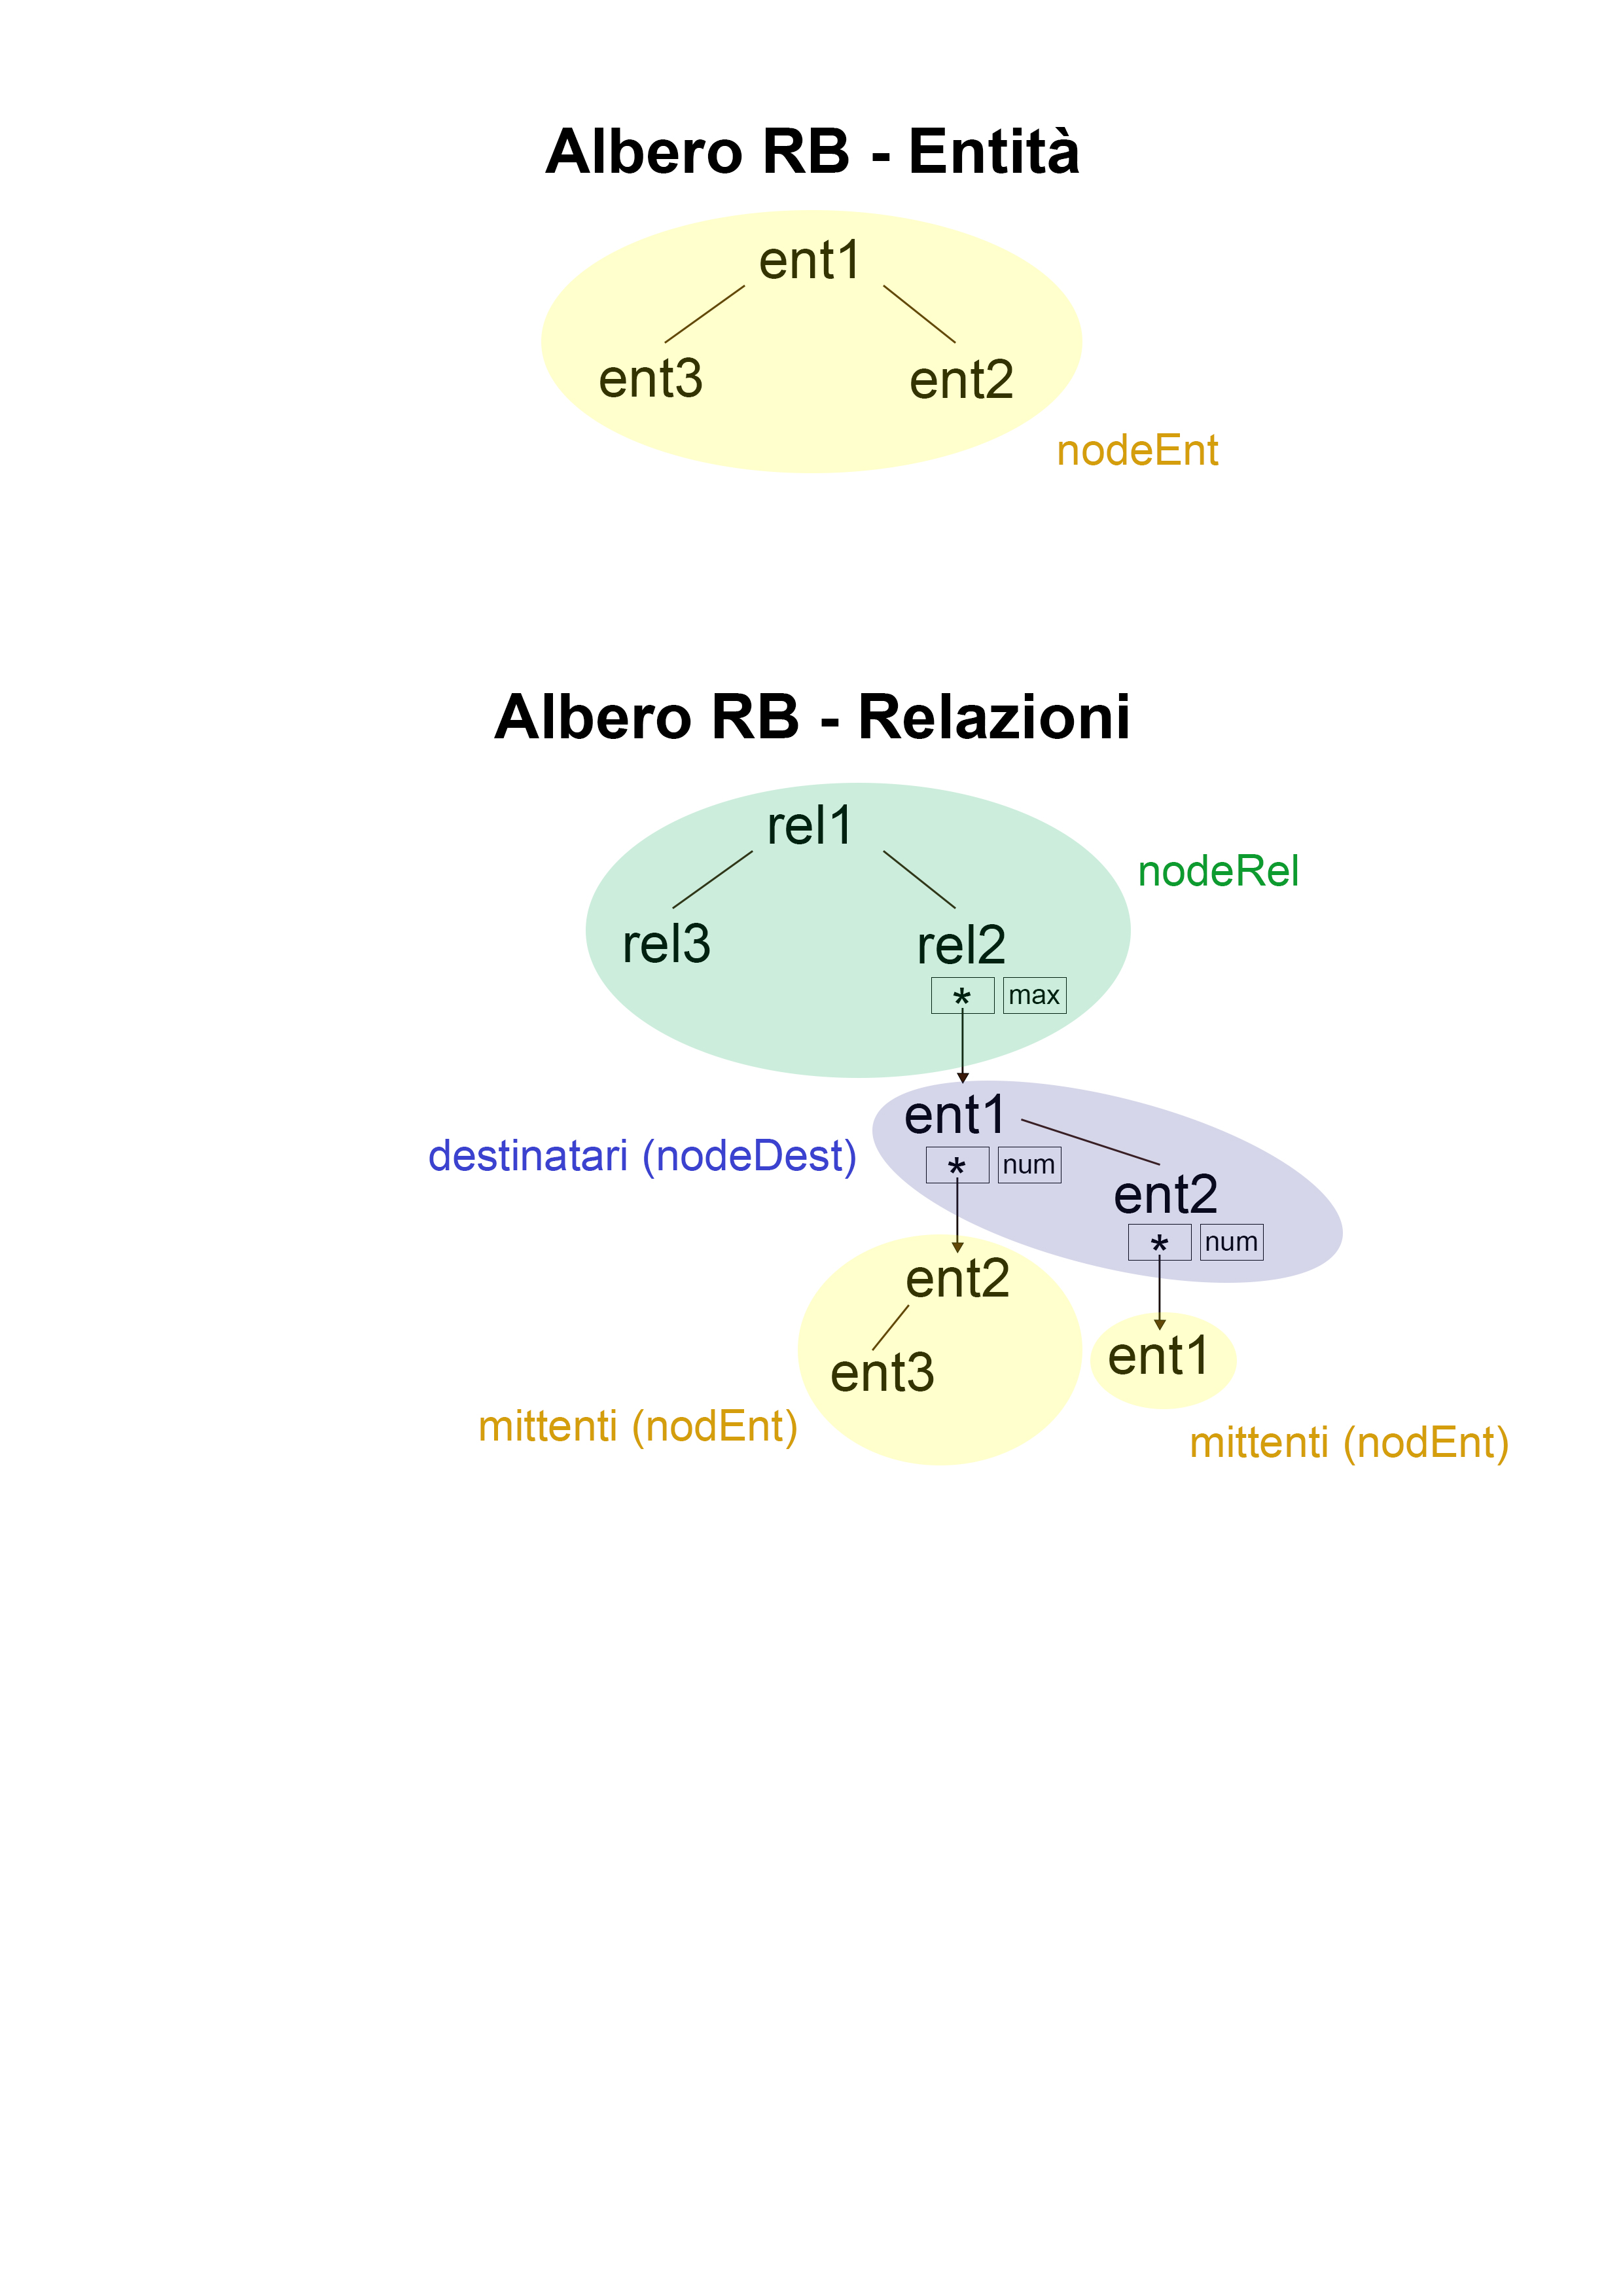 Albero RB - Entità
ent1
ent3
ent2
nodeEnt
Albero RB - Relazioni
rel1
nodeRel
rel3
rel2
* max
ent1
destinatari (nodeDest)
* num
ent2
* num
ent2
ent1
ent3
mittenti (nodEnt)
mittenti (nodEnt)